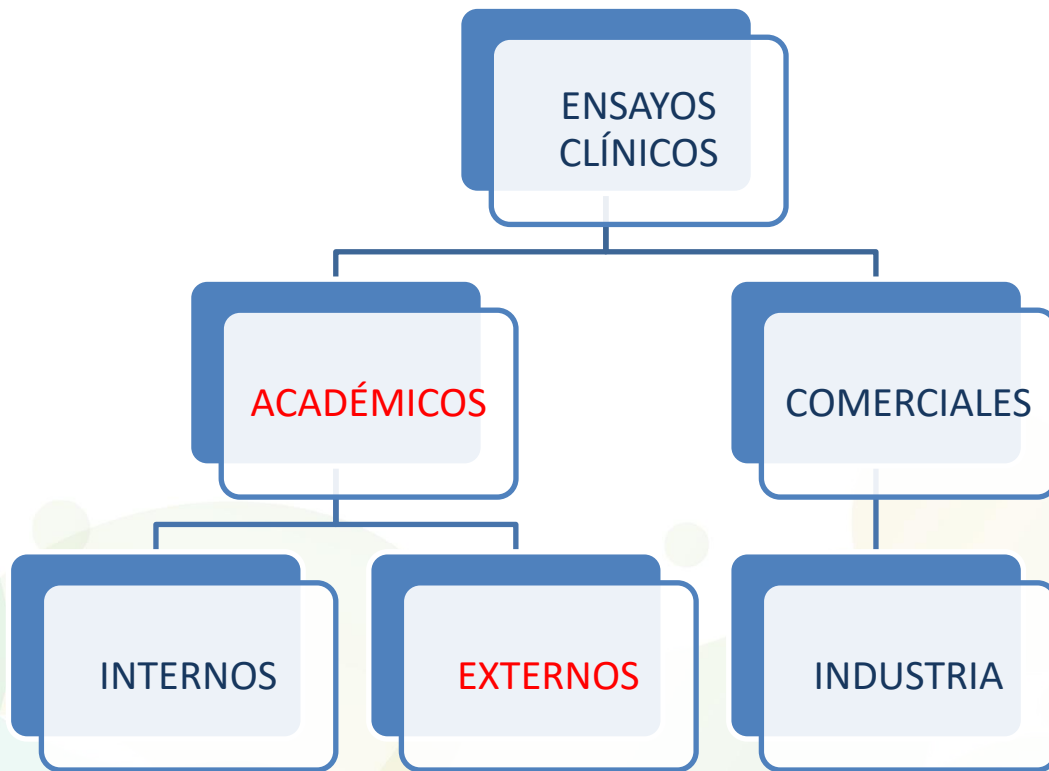 ENSAYOS
CLÍNICOS
ACADÉMICOS
COMERCIALES
INTERNOS
EXTERNOS
INDUSTRIA